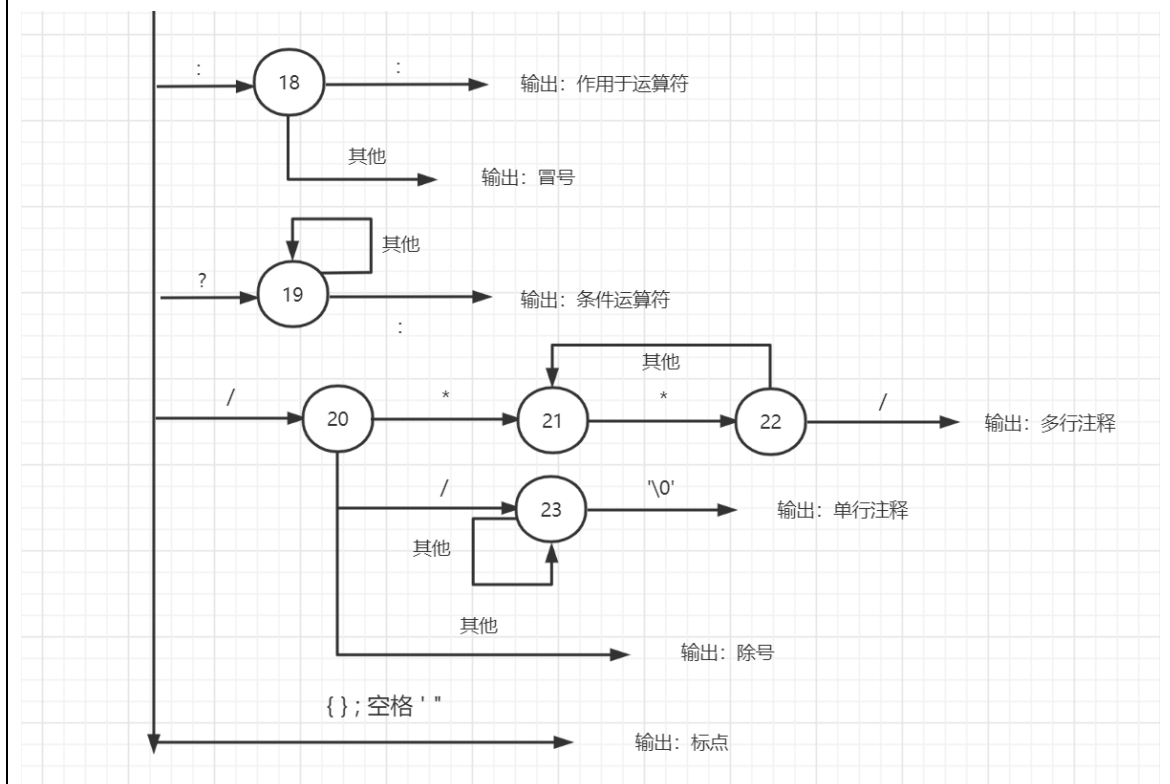 :
18
:
输出：作用于运算符
其他
输出：冒号
其他
?
19
输出：条件运算符
:
其他
/
20
*
21
*
22
/
输出：多行注释
/
23
'\0'
输出：单行注释
其他
其他
输出：除号
{ } ; 空格 ' "
输出：标点